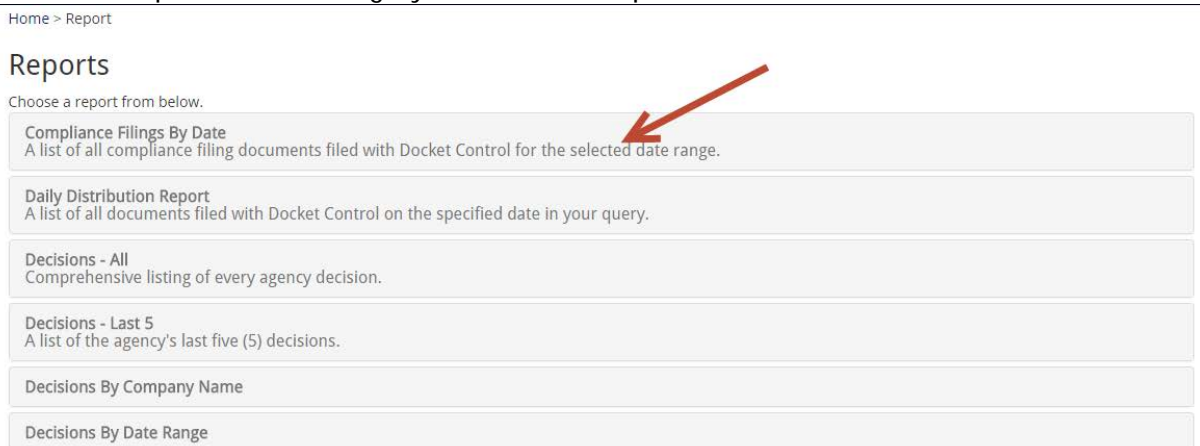 Home > Report
Reports
Choose a report from below.
Compliance Filings By Date
A list of all compliance filing documents filed with Docket Control for the selected date range.
Daily Distribution Report
A list of all documents filed with Docket Control on the specified date in your query.
Decisions - All
Comprehensive listing of every agency decision.
Decisions - Last 5
A list of the agency's last five (5) decisions.
Decisions By Company Name
Decisions By Date Range